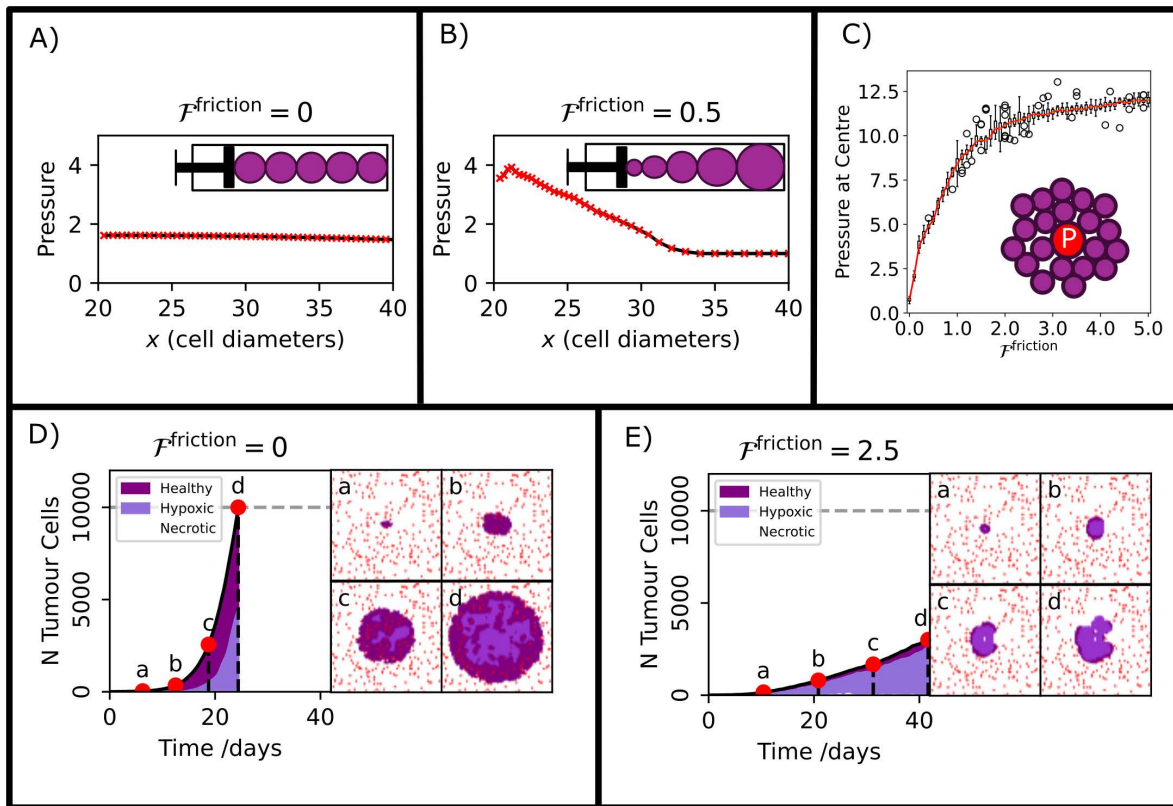 A)
𝓕^friction = 0
Pressure
4
2
0
20 25 30 35 40
x (cell diameters)
B)
𝓕^friction = 0.5
Pressure
4
2
0
20 25 30 35 40
x (cell diameters)
C)
Pressure at Centre
12.5
10.0
7.5
5.0
2.5
0.0
P
0.0 1.0 2.0 3.0 4.0 5.0
𝓕^friction
D)
𝓕^friction = 0
N Tumour Cells
10000
5000
0
Healthy
Hypoxic
Necrotic
a b c d
0 20 40
Time /days
a b
c d
E)
𝓕^friction = 2.5
N Tumour Cells
10000
5000
0
Healthy
Hypoxic
Necrotic
a b c d
0 20 40
Time /days
a b
c d